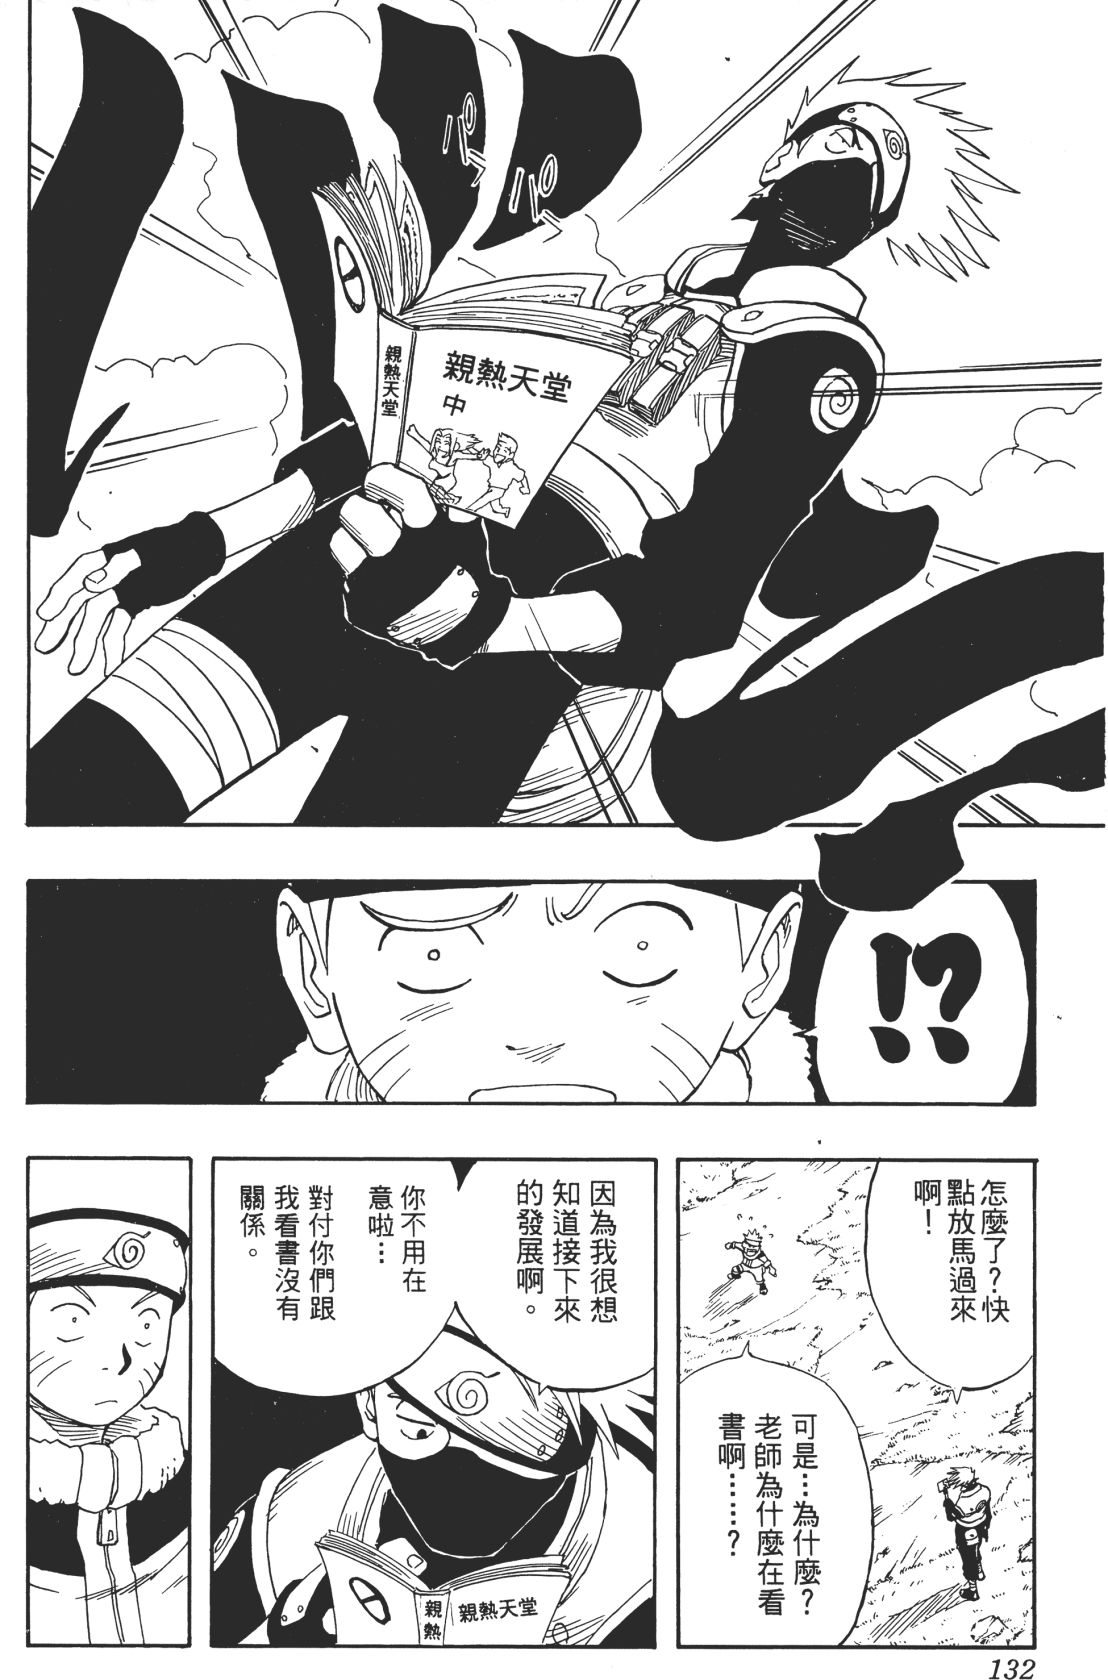 パラ
パラ
親熱天堂
親熱天堂
中
!?
怎麼了?快
點放馬過來
啊!
可是…為什麼?
老師為什麼在看
書啊……?
因為我很想
知道接下來
的發展啊。
你不用在
意啦…
對付你們跟
我看書沒有
關係。
親熱
親熱天堂
132